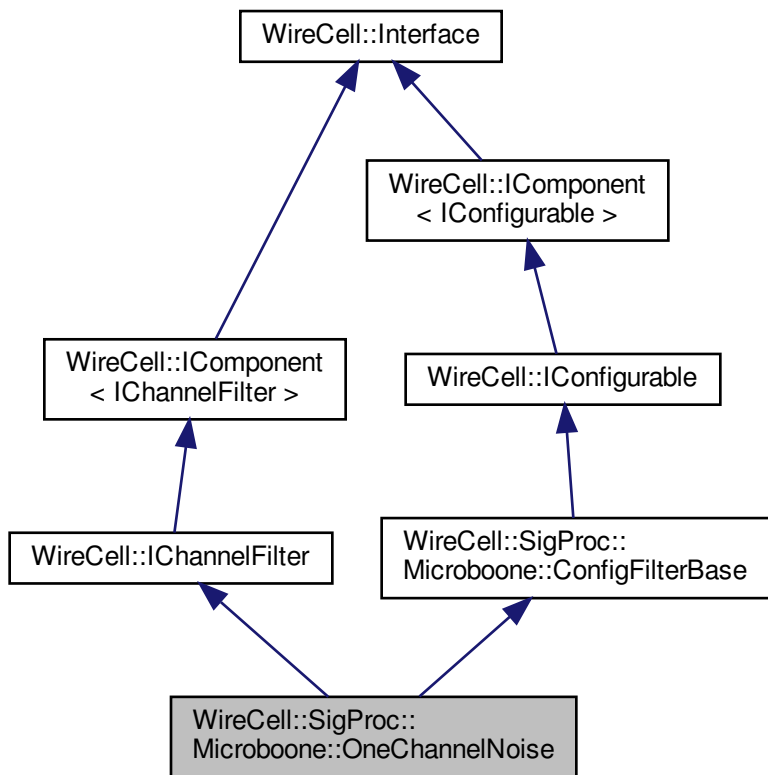 WireCell::Interface
WireCell::IComponent
< IConfigurable >
WireCell::IComponent
< IChannelFilter >
WireCell::IConfigurable
WireCell::IChannelFilter
WireCell::SigProc::
Microboone::ConfigFilterBase
WireCell::SigProc::
Microboone::OneChannelNoise